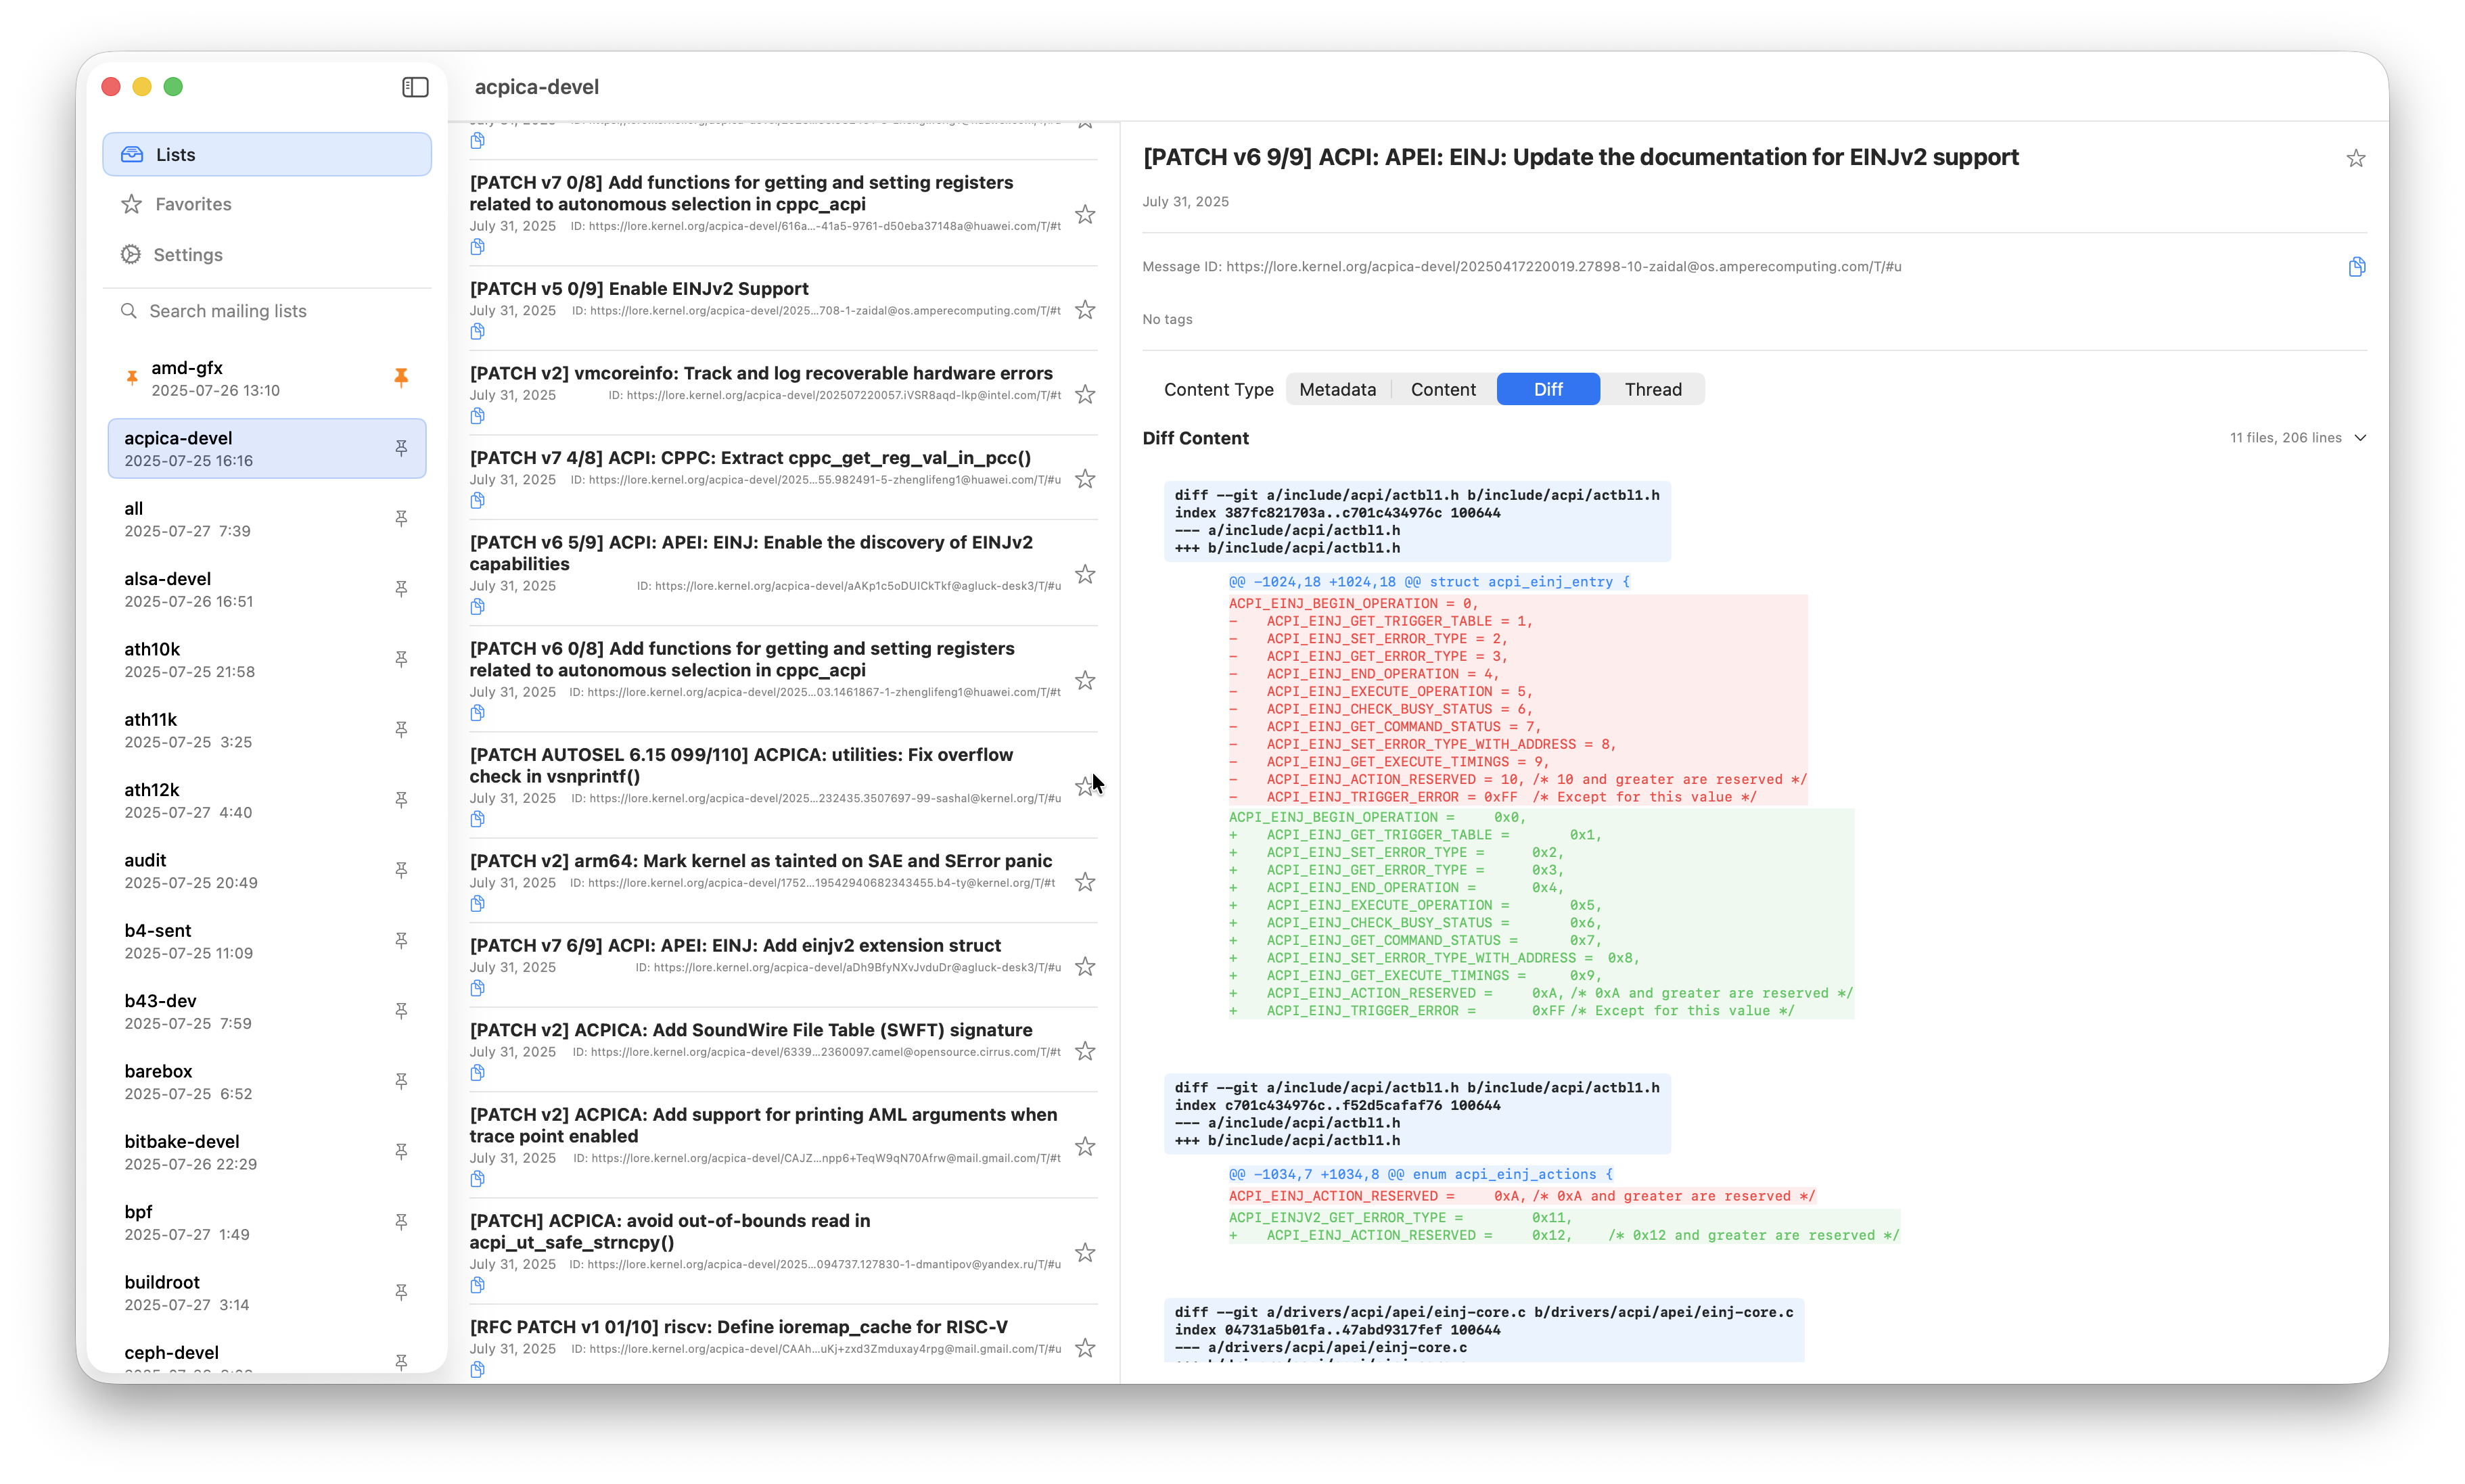 Lists
Favorites
Settings
Search mailing lists
amd-gfx
2025-07-26 13:10
acpica-devel
2025-07-25 16:16
all
2025-07-27 7:39
alsa-devel
2025-07-26 16:51
ath10k
2025-07-25 21:58
ath11k
2025-07-25 3:25
ath12k
2025-07-27 4:40
audit
2025-07-25 20:49
b4-sent
2025-07-25 11:09
b43-dev
2025-07-25 7:59
barebox
2025-07-25 6:52
bitbake-devel
2025-07-26 22:29
bpf
2025-07-27 1:49
buildroot
2025-07-27 3:14
ceph-devel
acpica-devel
[PATCH v7 0/8] Add functions for getting and setting registers
related to autonomous selection in cppc_acpi
July 31, 2025 ID: https://lore.kernel.org/acpica-devel/616a...-41a5-9761-d50eba37148a@huawei.com/T/#t
[PATCH v5 0/9] Enable EINJv2 Support
July 31, 2025 ID: https://lore.kernel.org/acpica-devel/2025...708-1-zaidal@os.amperecomputing.com/T/#t
[PATCH v2] vmcoreinfo: Track and log recoverable hardware errors
July 31, 2025 ID: https://lore.kernel.org/acpica-devel/202507220057.iVSR8aqd-lkp@intel.com/T/#t
[PATCH v7 4/8] ACPI: CPPC: Extract cppc_get_reg_val_in_pcc()
July 31, 2025 ID: https://lore.kernel.org/acpica-devel/2025...55.982491-5-zhenglifeng1@huawei.com/T/#u
[PATCH v6 5/9] ACPI: APEI: EINJ: Enable the discovery of EINJv2
capabilities
July 31, 2025 ID: https://lore.kernel.org/acpica-devel/aAKp1c5oDUICkTkf@agluck-desk3/T/#u
[PATCH v6 0/8] Add functions for getting and setting registers
related to autonomous selection in cppc_acpi
July 31, 2025 ID: https://lore.kernel.org/acpica-devel/2025...03.1461867-1-zhenglifeng1@huawei.com/T/#t
[PATCH AUTOSEL 6.15 099/110] ACPICA: utilities: Fix overflow
check in vsnprintf()
July 31, 2025 ID: https://lore.kernel.org/acpica-devel/2025...232435.3507697-99-sashal@kernel.org/T/#u
[PATCH v2] arm64: Mark kernel as tainted on SAE and SError panic
July 31, 2025 ID: https://lore.kernel.org/acpica-devel/1752...19542940682343455.b4-ty@kernel.org/T/#t
[PATCH v7 6/9] ACPI: APEI: EINJ: Add einjv2 extension struct
July 31, 2025 ID: https://lore.kernel.org/acpica-devel/aDh9BfyNXvJvduDr@agluck-desk3/T/#u
[PATCH v2] ACPICA: Add SoundWire File Table (SWFT) signature
July 31, 2025 ID: https://lore.kernel.org/acpica-devel/6339...2360097.camel@opensource.cirrus.com/T/#t
[PATCH v2] ACPICA: Add support for printing AML arguments when
trace point enabled
July 31, 2025 ID: https://lore.kernel.org/acpica-devel/CAJZ...npp6+TeqW9qN70Afrw@mail.gmail.com/T/#t
[PATCH] ACPICA: avoid out-of-bounds read in
acpi_ut_safe_strncpy()
July 31, 2025 ID: https://lore.kernel.org/acpica-devel/2025...094737.127830-1-dmantipov@yandex.ru/T/#u
[RFC PATCH v1 01/10] riscv: Define ioremap_cache for RISC-V
July 31, 2025 ID: https://lore.kernel.org/acpica-devel/CAAh...uKj+zxd3Zmduxay4rpg@mail.gmail.com/T/#u
[PATCH v6 9/9] ACPI: APEI: EINJ: Update the documentation for EINJv2 support
July 31, 2025
Message ID: https://lore.kernel.org/acpica-devel/20250417220019.27898-10-zaidal@os.amperecomputing.com/T/#u
No tags
Content Type Metadata Content Diff Thread
Diff Content 11 files, 206 lines
diff --git a/include/acpi/actbl1.h b/include/acpi/actbl1.h
index 387fc821703a..c701c434976c 100644
--- a/include/acpi/actbl1.h
+++ b/include/acpi/actbl1.h
@@ -1024,18 +1024,18 @@ struct acpi_einj_entry {
ACPI_EINJ_BEGIN_OPERATION = 0,
- ACPI_EINJ_GET_TRIGGER_TABLE = 1,
- ACPI_EINJ_SET_ERROR_TYPE = 2,
- ACPI_EINJ_GET_ERROR_TYPE = 3,
- ACPI_EINJ_END_OPERATION = 4,
- ACPI_EINJ_EXECUTE_OPERATION = 5,
- ACPI_EINJ_CHECK_BUSY_STATUS = 6,
- ACPI_EINJ_GET_COMMAND_STATUS = 7,
- ACPI_EINJ_SET_ERROR_TYPE_WITH_ADDRESS = 8,
- ACPI_EINJ_GET_EXECUTE_TIMINGS = 9,
- ACPI_EINJ_ACTION_RESERVED = 10, /* 10 and greater are reserved */
- ACPI_EINJ_TRIGGER_ERROR = 0xFF /* Except for this value */
ACPI_EINJ_BEGIN_OPERATION = 0x0,
+ ACPI_EINJ_GET_TRIGGER_TABLE = 0x1,
+ ACPI_EINJ_SET_ERROR_TYPE = 0x2,
+ ACPI_EINJ_GET_ERROR_TYPE = 0x3,
+ ACPI_EINJ_END_OPERATION = 0x4,
+ ACPI_EINJ_EXECUTE_OPERATION = 0x5,
+ ACPI_EINJ_CHECK_BUSY_STATUS = 0x6,
+ ACPI_EINJ_GET_COMMAND_STATUS = 0x7,
+ ACPI_EINJ_SET_ERROR_TYPE_WITH_ADDRESS = 0x8,
+ ACPI_EINJ_GET_EXECUTE_TIMINGS = 0x9,
+ ACPI_EINJ_ACTION_RESERVED = 0xA, /* 0xA and greater are reserved */
+ ACPI_EINJ_TRIGGER_ERROR = 0xFF /* Except for this value */
diff --git a/include/acpi/actbl1.h b/include/acpi/actbl1.h
index c701c434976c..f52d5cafaf76 100644
--- a/include/acpi/actbl1.h
+++ b/include/acpi/actbl1.h
@@ -1034,7 +1034,8 @@ enum acpi_einj_actions {
ACPI_EINJ_ACTION_RESERVED = 0xA, /* 0xA and greater are reserved */
ACPI_EINJV2_GET_ERROR_TYPE = 0x11,
+ ACPI_EINJ_ACTION_RESERVED = 0x12, /* 0x12 and greater are reserved */
diff --git a/drivers/acpi/apei/einj-core.c b/drivers/acpi/apei/einj-core.c
index 04731a5b01fa..47abd9317fef 100644
--- a/drivers/acpi/apei/einj-core.c